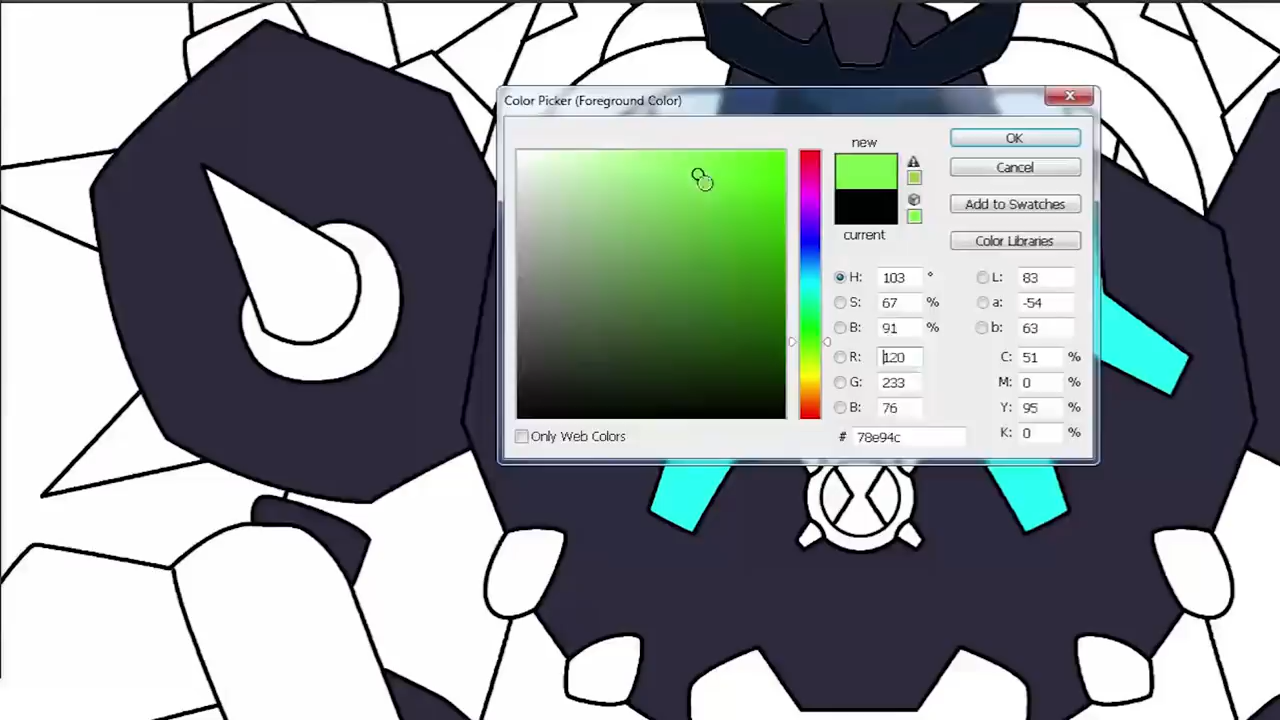 Color Picker (Foreground Color)
new
current
OK
Cancel
Add to Swatches
Color Libraries
H: 103 °
S: 67 %
B: 91 %
R: 120
G: 233
B: 76
L: 83
a: -54
b: 63
C: 51 %
M: 0 %
Y: 95 %
K: 0 %
# 78e94c
Only Web Colors